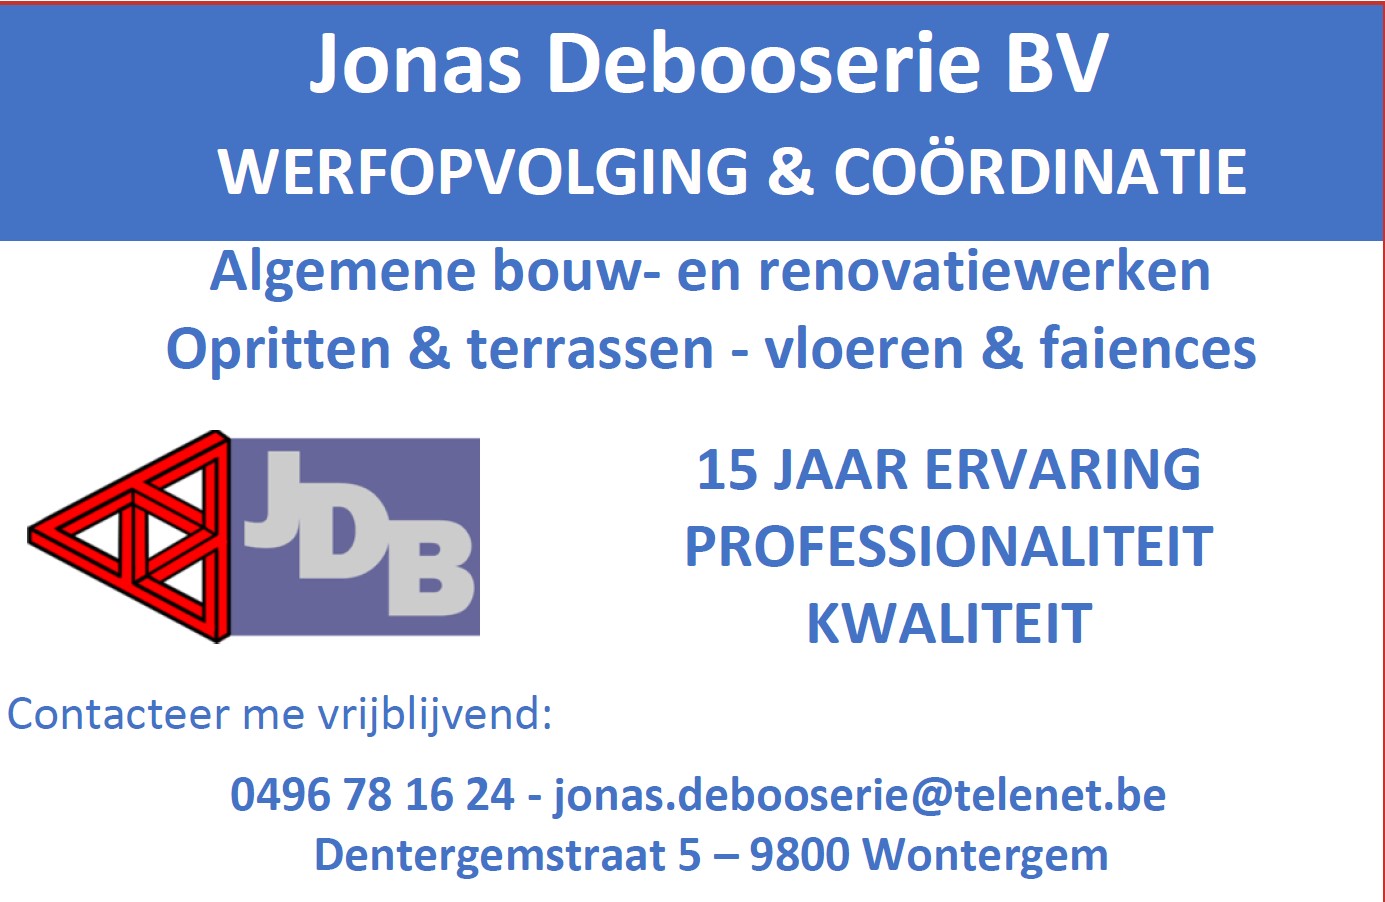 Jonas Debooserie BV
WERFOPVOLGING & COÖRDINATIE
Algemene bouw- en renovatiewerken
Opritten & terrassen - vloeren & faiences
JDB
15 JAAR ERVARING
PROFESSIONALITEIT
KWALITEIT
Contacteer me vrijblijvend:
0496 78 16 24 - jonas.debooserie@telenet.be
Dentergemstraat 5 – 9800 Wontergem